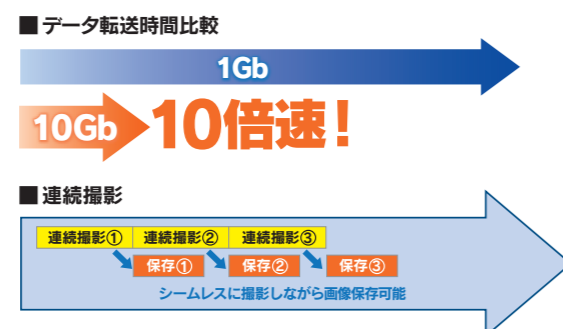 ■データ転送時間比較
1Gb
10Gb 10倍速!
■連続撮影
連続撮影① 連続撮影② 連続撮影③
保存① 保存② 保存③
シームレスに撮影しながら画像保存可能